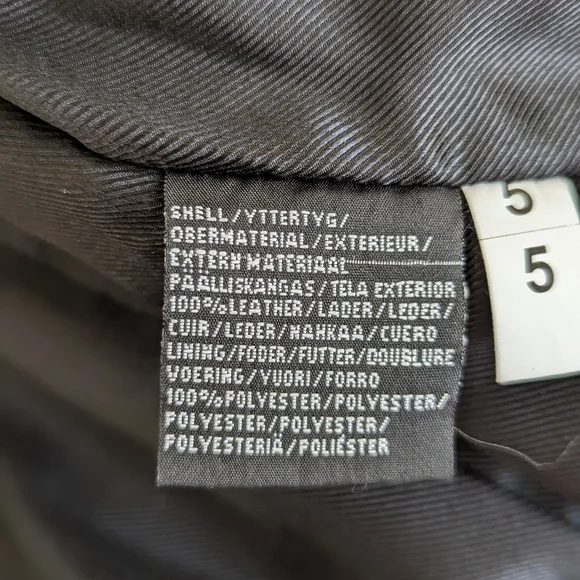 SHELL/YTTERTYG/
OBERMATERIAL/EXTERIEUR/
EXTERN MATERIAAL
PÄÄLLISKANGAS/TELA EXTERIOR
100%LEATHER/LÄDER/LEDER/
CUIR/LEDER/NAHKAA/CUERO
LINING/FODER/FUTTER/DOUBLURE
VOERING/VUORI/FORRO
100%POLYESTER/POLYESTER/
POLYESTER/POLYESTER/
POLYESTERIÄ/POLIÉSTER
5
5